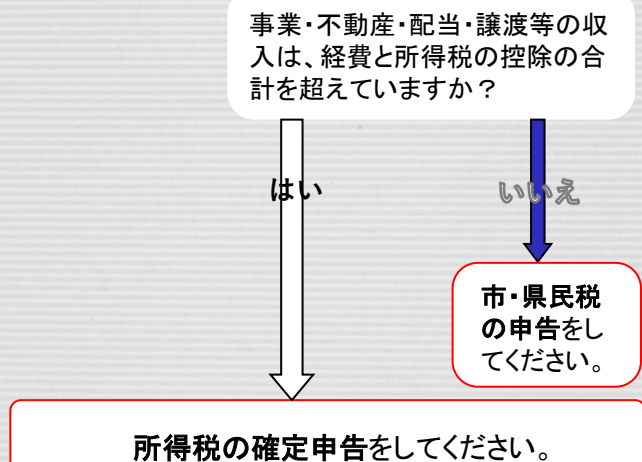 事業・不動産・配当・譲渡等の収
入は、経費と所得税の控除の合
計を超えていますか？
はい
いいえ
市・県民税
の申告をし
てください。
所得税の確定申告をしてください。